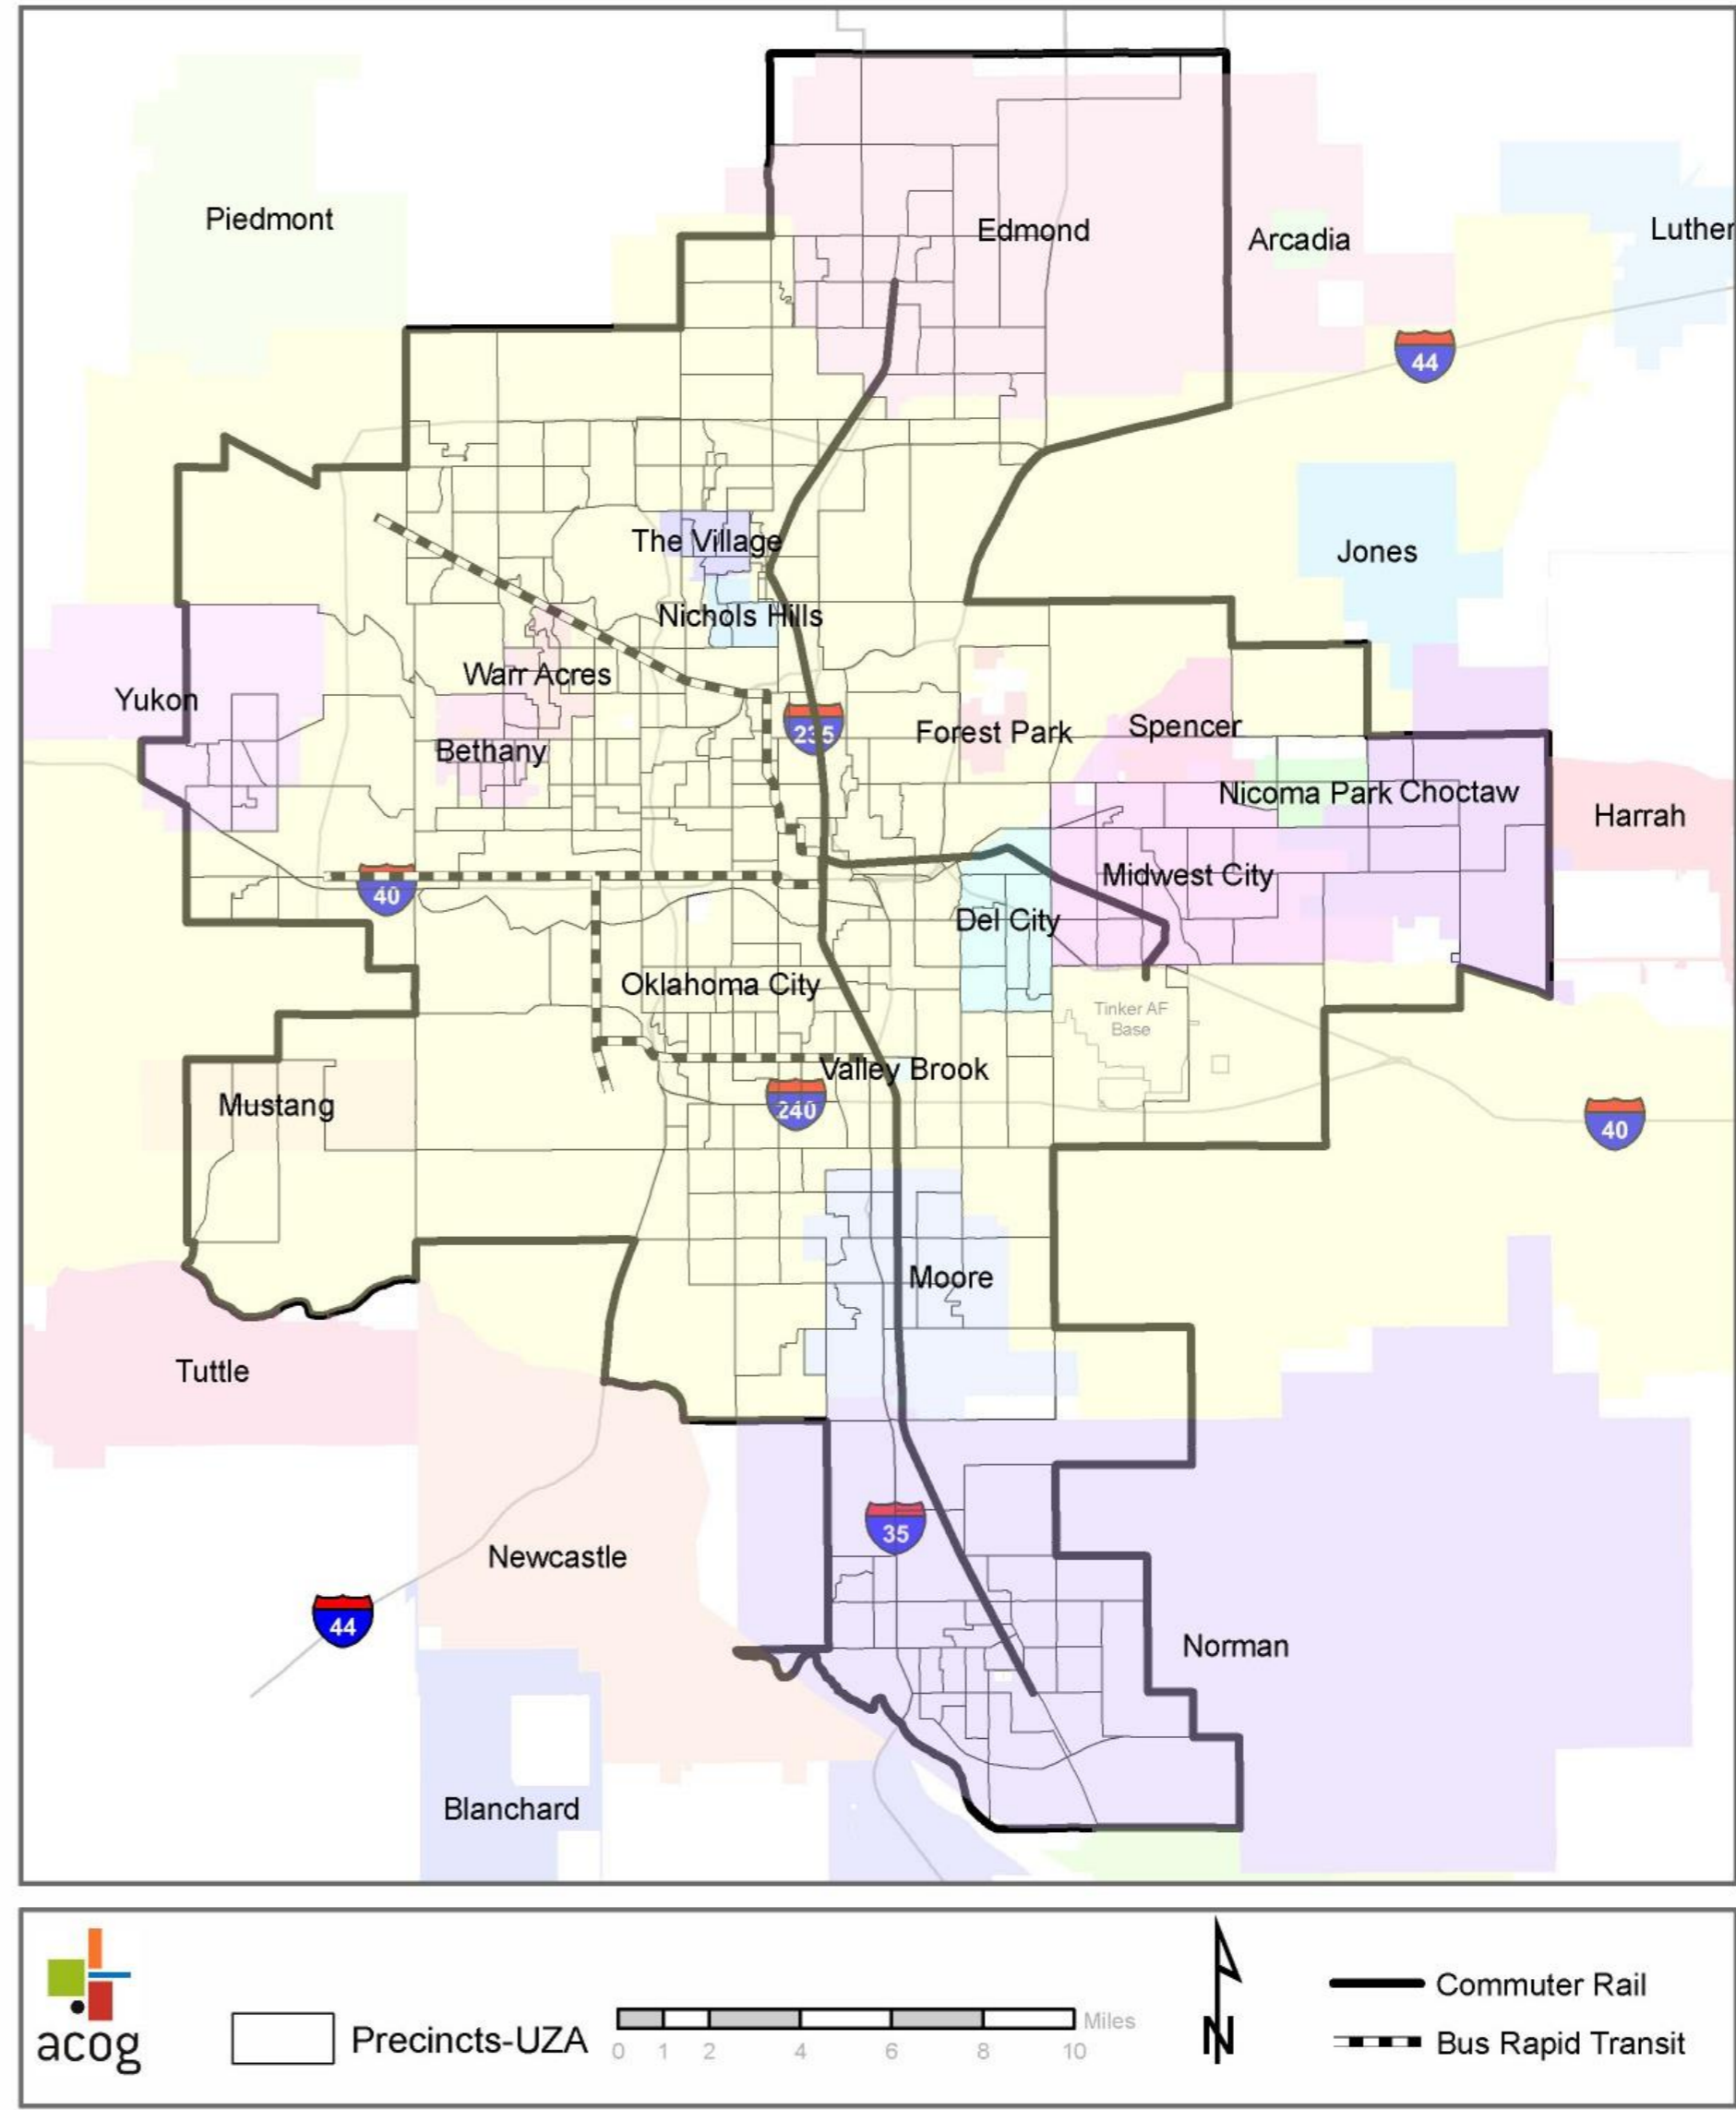 Piedmont
Edmond
Arcadia
Luther
44
The Village
Jones
Nichols Hills
Warr Acres
Yukon
235
Forest Park
Spencer
Bethany
Nicoma Park
Choctaw
Harrah
Midwest City
40
Del City
Oklahoma City
Tinker AF
Base
Valley Brook
Mustang
240
40
Moore
Tuttle
35
Newcastle
44
Norman
Blanchard
acog
Precincts-UZA
Miles
0 1 2 4 6 8 10
N
Commuter Rail
Bus Rapid Transit